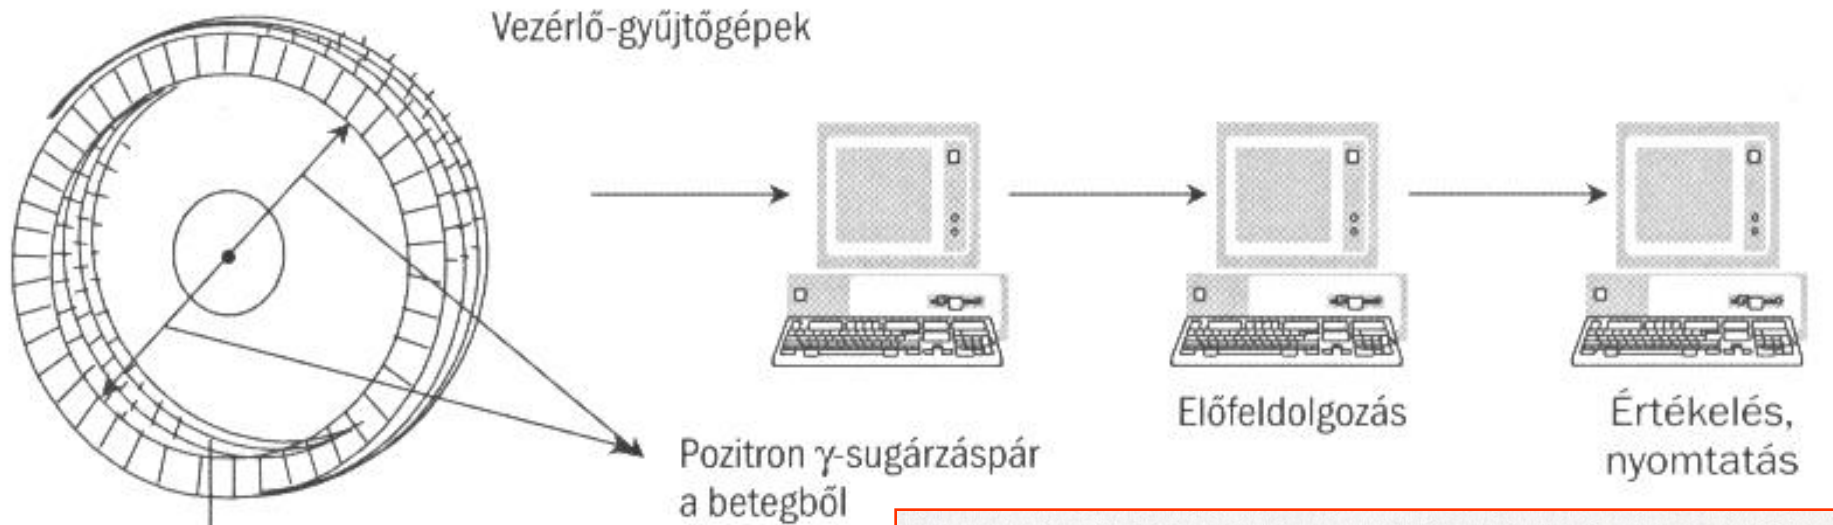 Vezérlő-gyűjtőgépek
Pozitron γ-sugárzáspár
a betegből
Előfeldolgozás
Értékelés,
nyomtatás